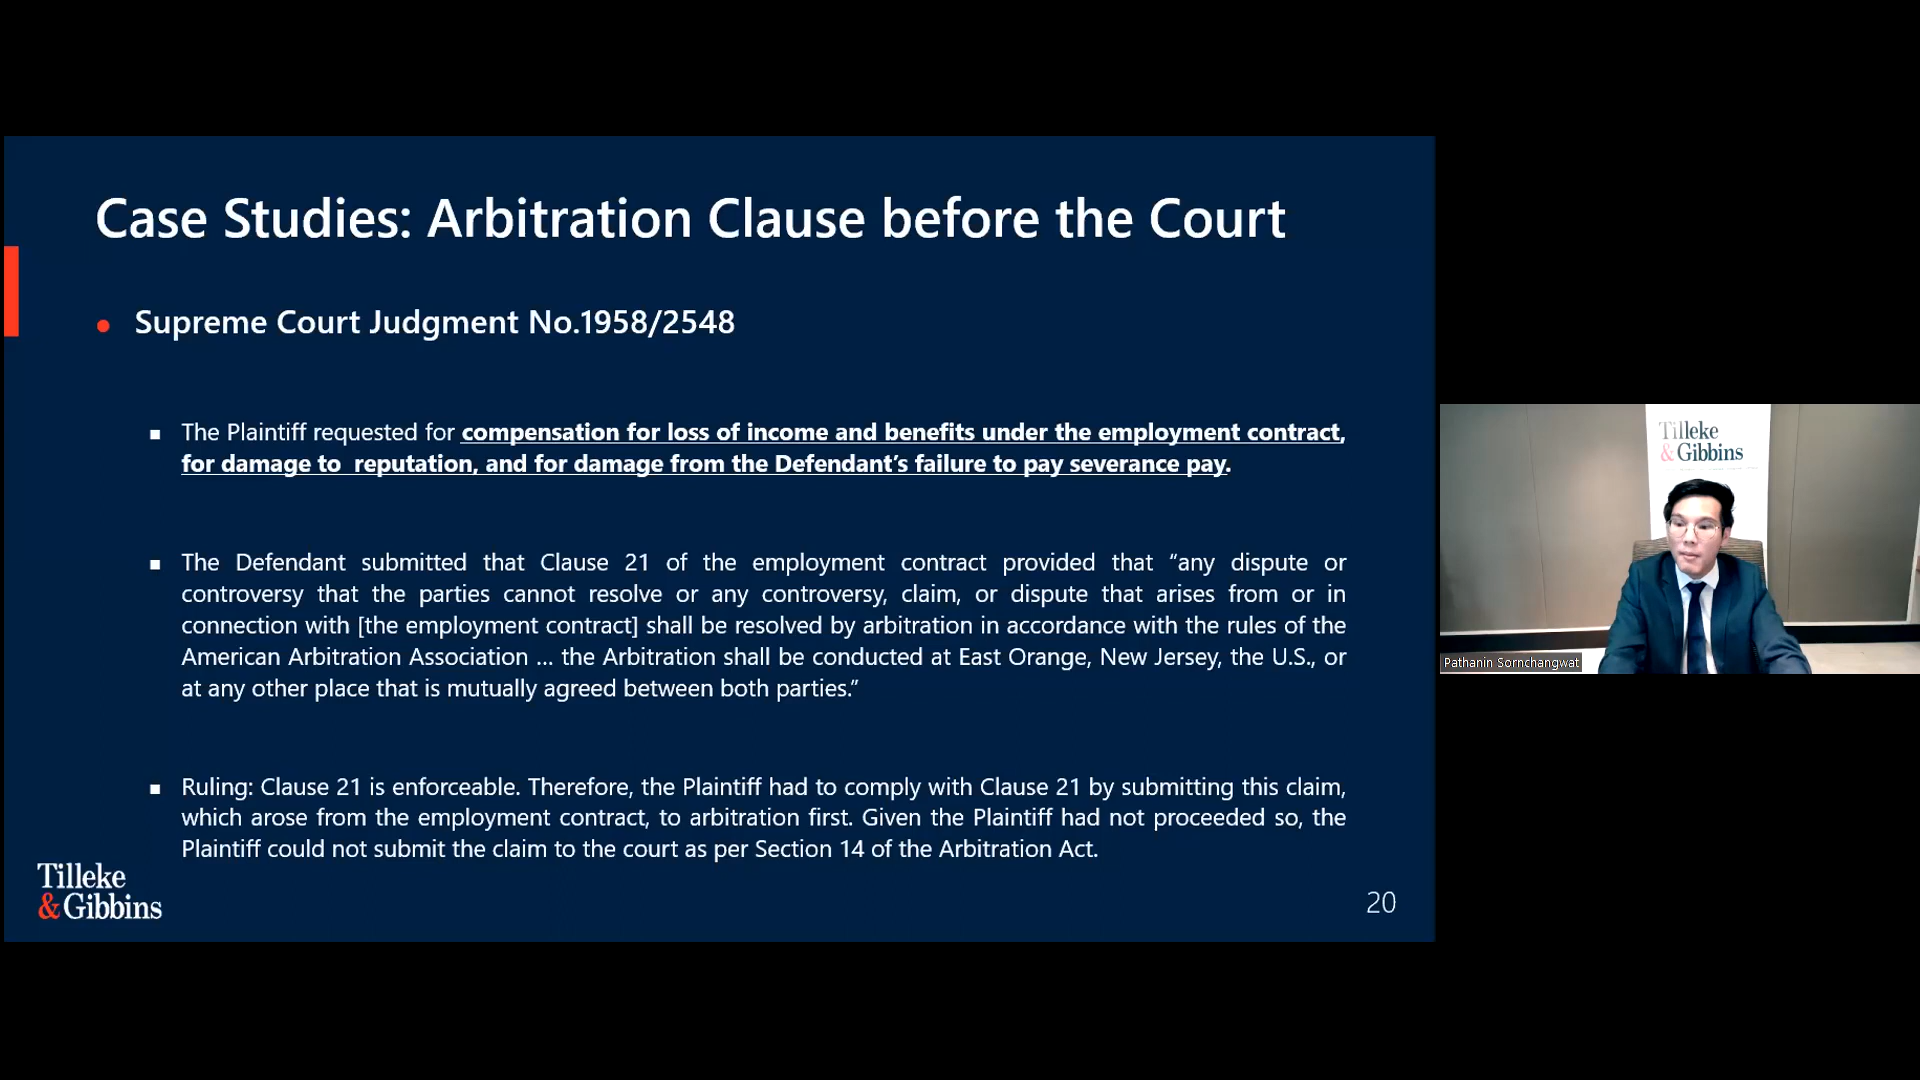 Case Studies: Arbitration Clause before the Court
Supreme Court Judgment No.1958/2548
The Plaintiff requested for compensation for loss of income and benefits under the employment contract,
for damage to reputation, and for damage from the Defendant’s failure to pay severance pay.
The Defendant submitted that Clause 21 of the employment contract provided that “any dispute or
controversy that the parties cannot resolve or any controversy, claim, or dispute that arises from or in
connection with [the employment contract] shall be resolved by arbitration in accordance with the rules of the
American Arbitration Association ... the Arbitration shall be conducted at East Orange, New Jersey, the U.S., or
at any other place that is mutually agreed between both parties.”
Ruling: Clause 21 is enforceable. Therefore, the Plaintiff had to comply with Clause 21 by submitting this claim,
which arose from the employment contract, to arbitration first. Given the Plaintiff had not proceeded so, the
Plaintiff could not submit the claim to the court as per Section 14 of the Arbitration Act.
Tilleke
&Gibbins
20
Tilleke
&Gibbins
Pathanin Sornchangwat